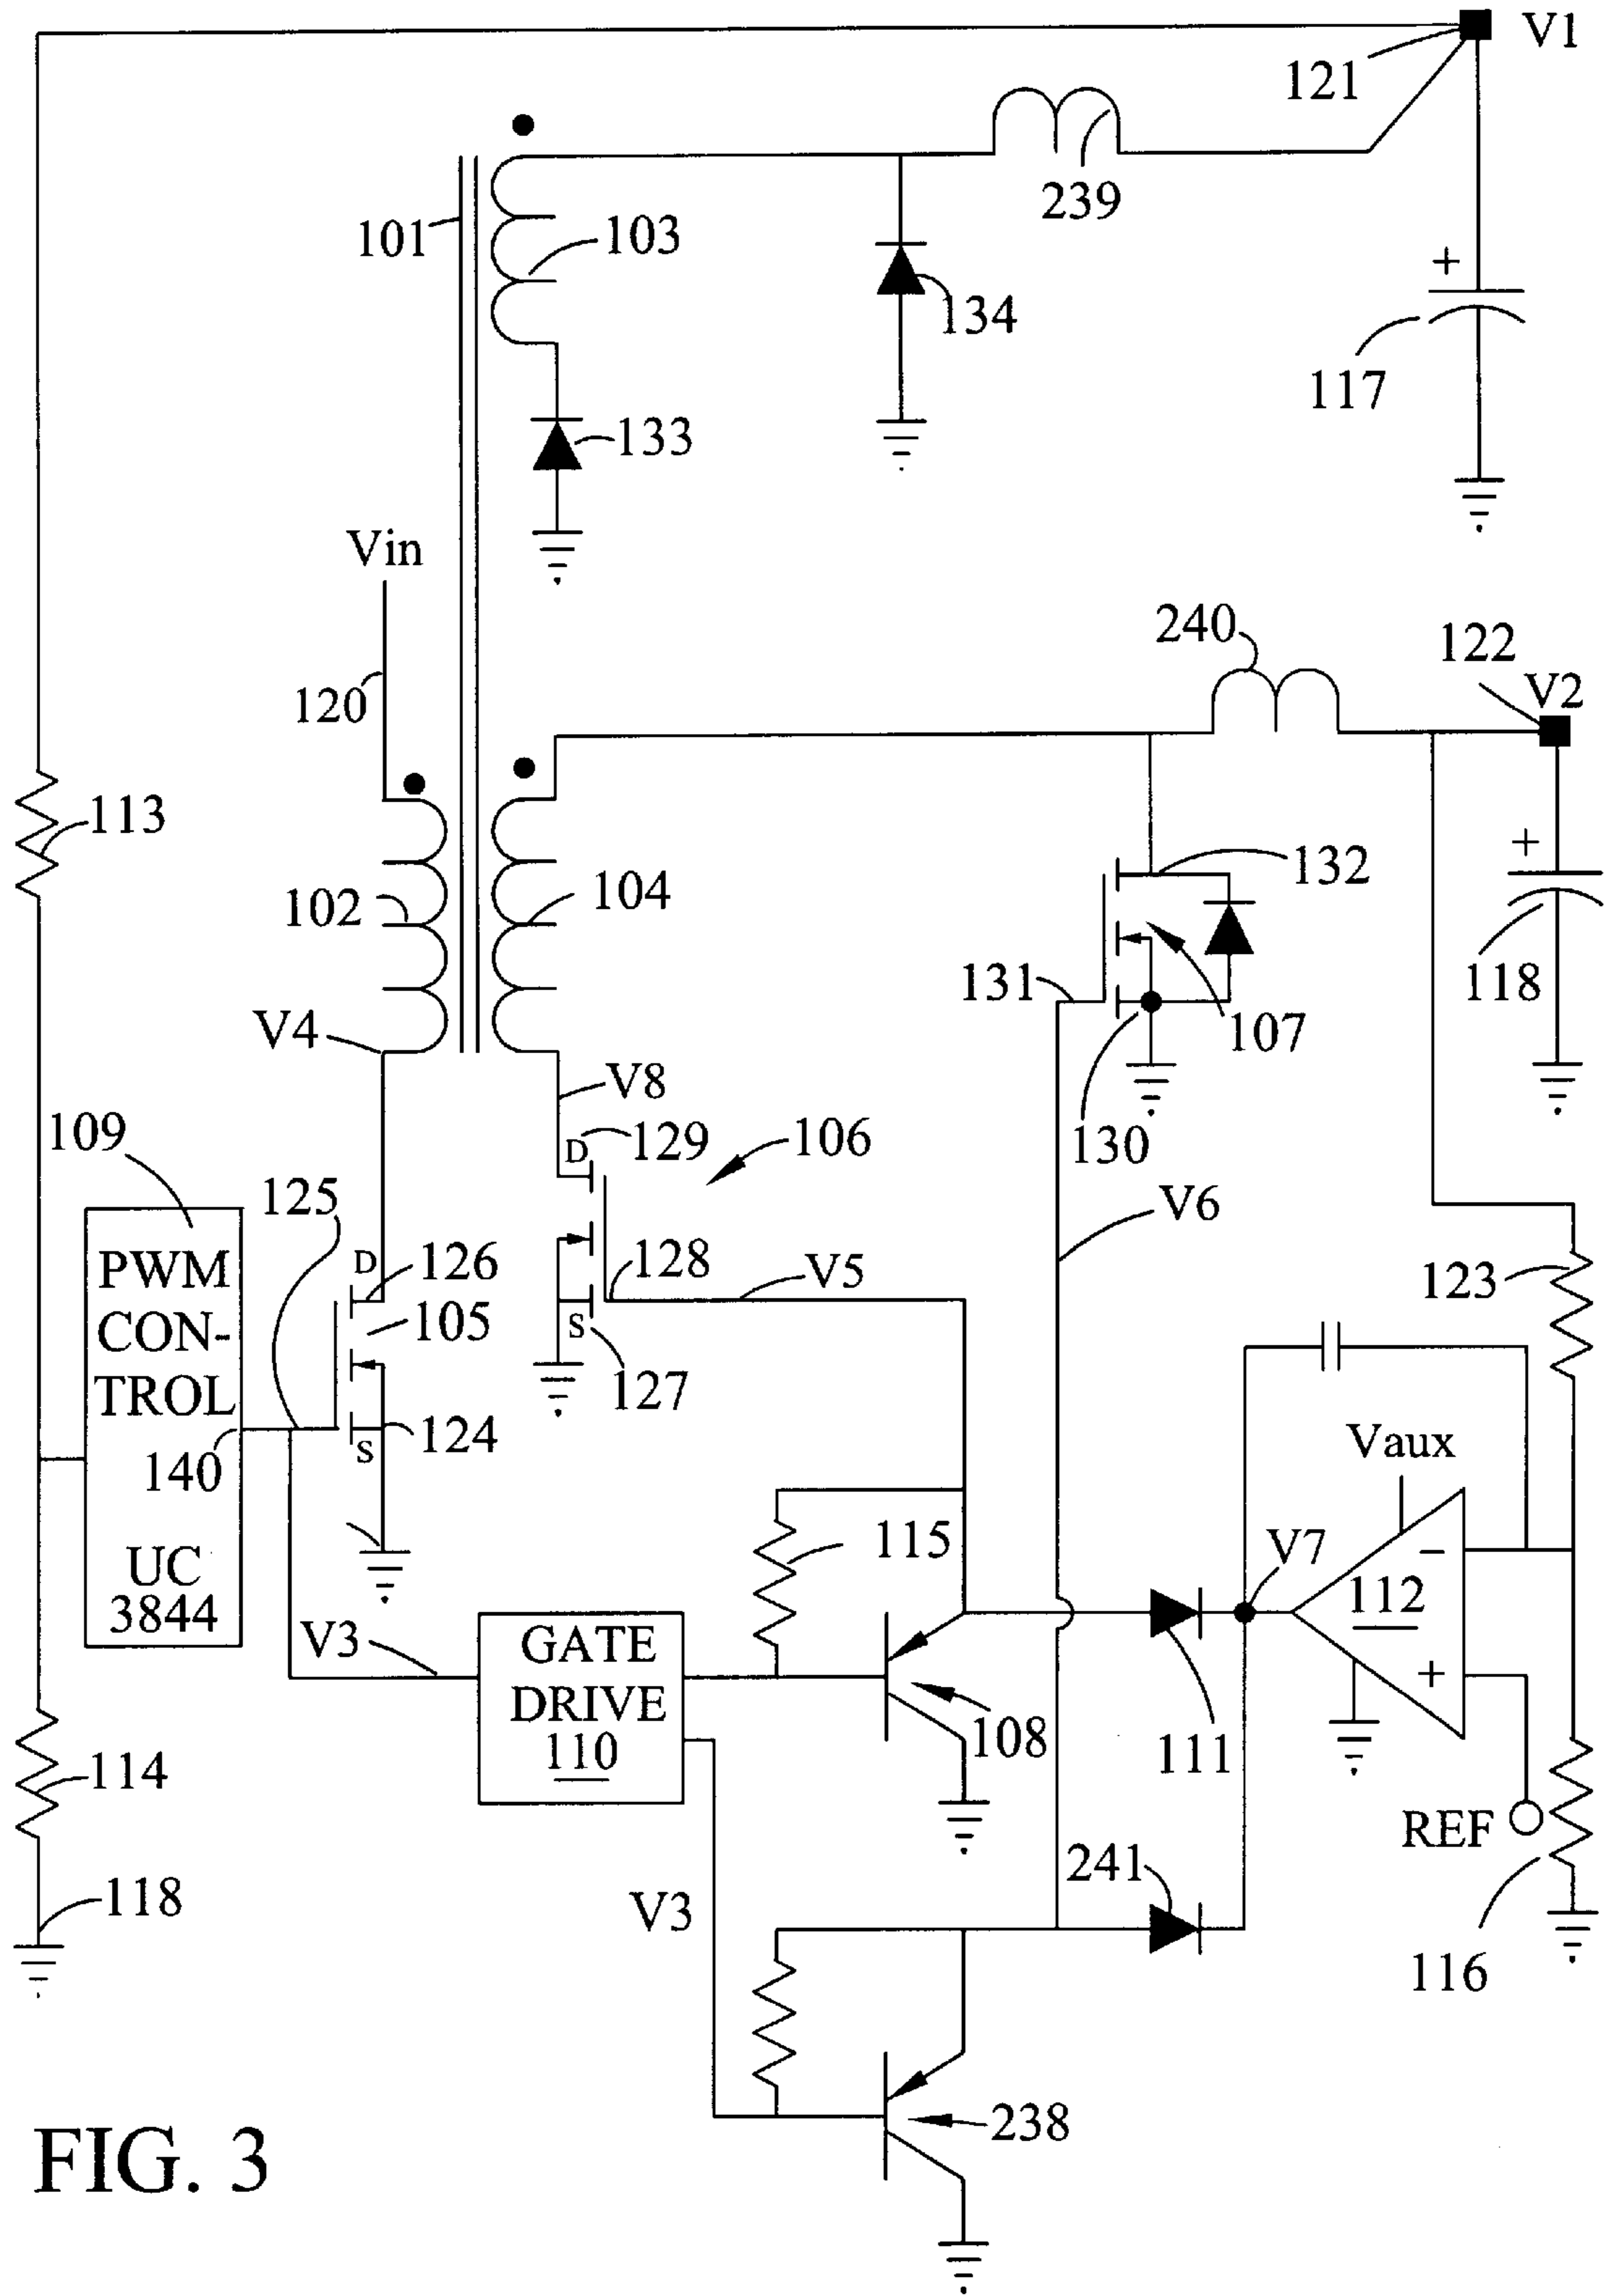 V1
121
239
101
103
134
+
117
133
Vin
240
122
V2
120
113
+
132
102
104
118
131
V4
107
V8
109
D
129
106
130
125
V6
PWM
CON-
TROL
140
UC
3844
D
126
105
128
V5
123
S
127
124
S
Vaux
115
V7
−
112
V3
GATE
DRIVE
110
+
108
111
114
REF
241
118
V3
116
238
FIG. 3